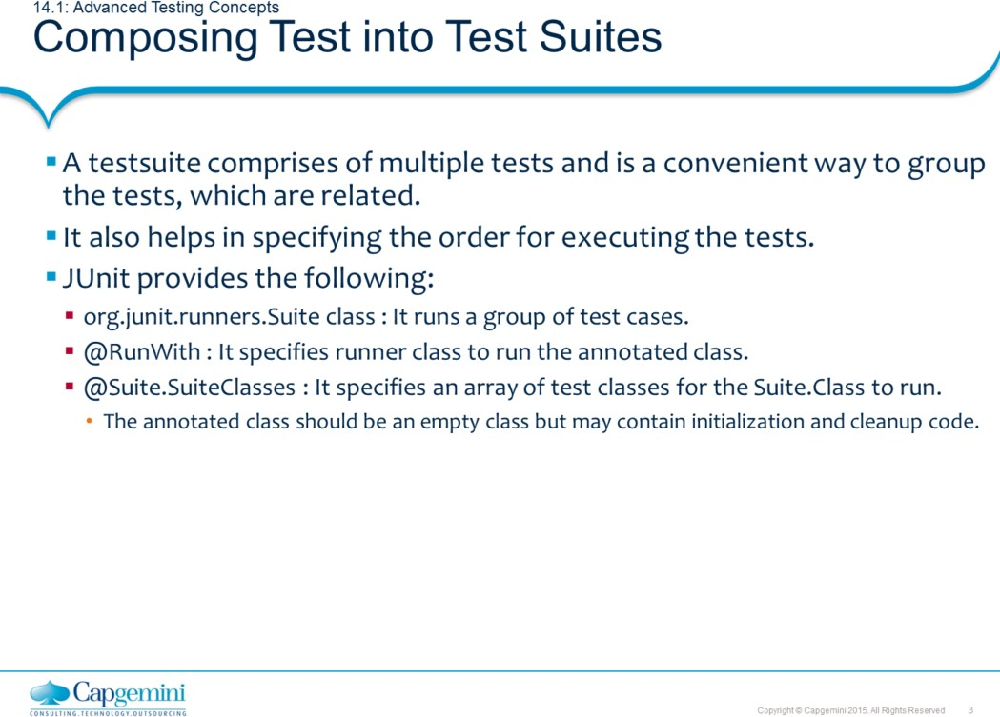 14.1: Advanced Testing Concepts
Composing Test into Test Suites
▪ A testsuite comprises of multiple tests and is a convenient way to group
the tests, which are related.
▪ It also helps in specifying the order for executing the tests.
▪ JUnit provides the following:
▪ org.junit.runners.Suite class : It runs a group of test cases.
▪ @RunWith : It specifies runner class to run the annotated class.
▪ @Suite.SuiteClasses : It specifies an array of test classes for the Suite.Class to run.
• The annotated class should be an empty class but may contain initialization and cleanup code.
Capgemini
CONSULTING.TECHNOLOGY.OUTSOURCING
Copyright © Capgemini 2015. All Rights Reserved 3